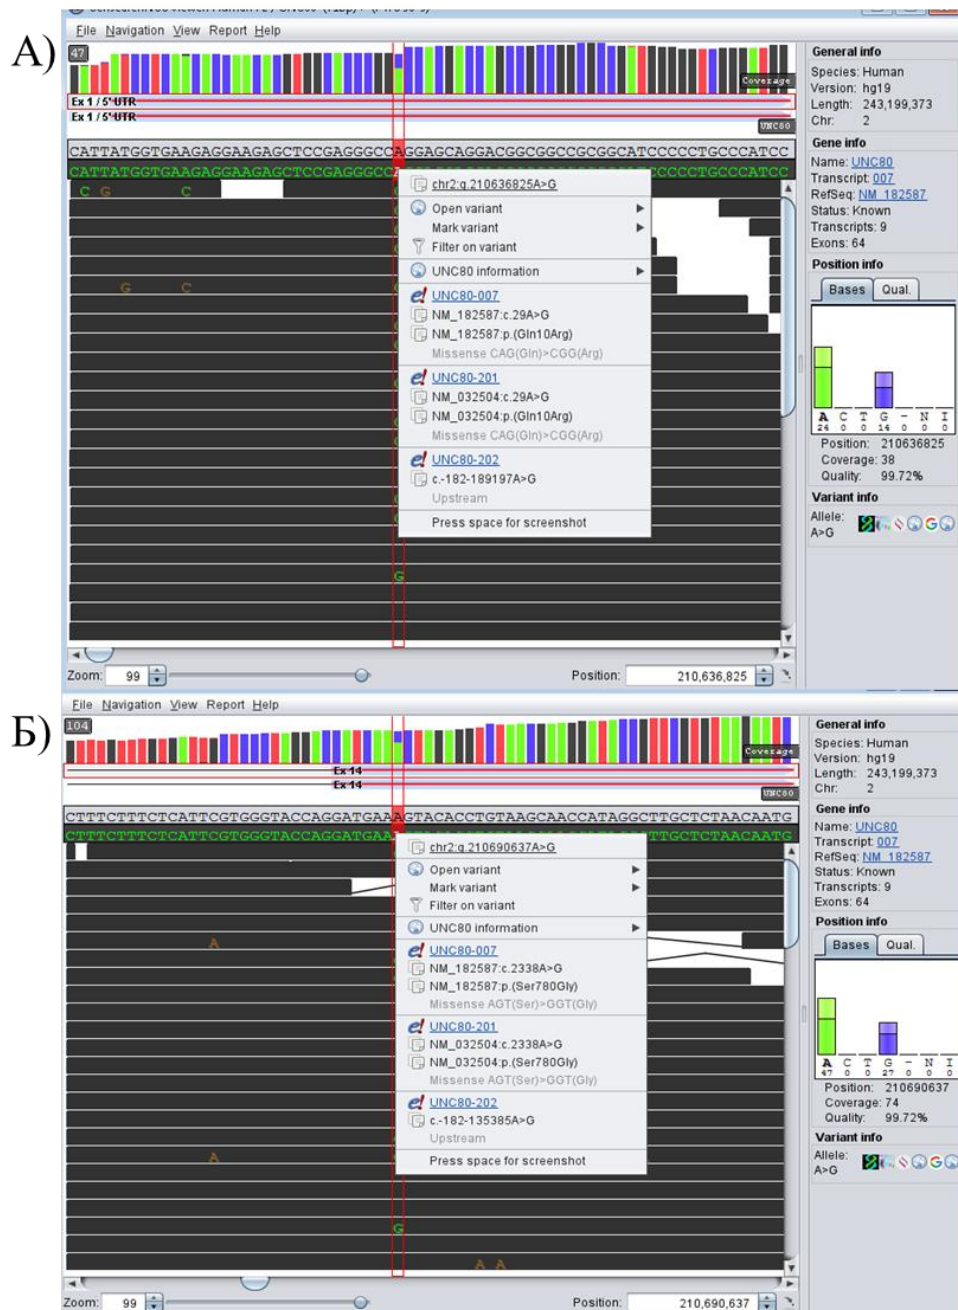 А)
File Navigation View Report Help
47
Coverage
Ex 1 / 5' UTR
Ex 1 / 5' UTR
UNC80
CATTATGGTGAAGAGGAAGAGCTCCGAGGGCCAGGAGCAGGACGGCGGCCGCGGCATCCCCCTGCCCATCC
CATTATGGTGAAGAGGAAGAGCTCCGAGGGCCA
CCCCCTGCCCATCC
C G C
G C
G
chr2:g.210636825A>G
Open variant
Mark variant
Filter on variant
UNC80 information
UNC80-007
NM_182587:c.29A>G
NM_182587:p.(Gln10Arg)
Missense CAG(Gln)>CGG(Arg)
UNC80-201
NM_032504:c.29A>G
NM_032504:p.(Gln10Arg)
Missense CAG(Gln)>CGG(Arg)
UNC80-202
c.-182-189197A>G
Upstream
Press space for screenshot
Zoom: 99
Position: 210,636,825
General info
Species: Human
Version: hg19
Length: 243,199,373
Chr: 2
Gene info
Name: UNC80
Transcript: 007
RefSeq: NM_182587
Status: Known
Transcripts: 9
Exons: 64
Position info
Bases Qual.
A C T G - N I
24 0 0 14 0 0 0
Position: 210636825
Coverage: 38
Quality: 99.72%
Variant info
Allele:
A>G
Б)
File Navigation View Report Help
104
Coverage
Ex 14
Ex 14
UNC80
CTTTCTTTCTCATTCGTGGGTACCAGGATGAAAGTACACCTGTAAGCAACCATAGGCTTGCTCTAACAATG
CTTTCTTTCTCATTCGTGGGTACCAGGATGAA
TTGCTCTAACAATG
A
A
G
A A
chr2:g.210690637A>G
Open variant
Mark variant
Filter on variant
UNC80 information
UNC80-007
NM_182587:c.2338A>G
NM_182587:p.(Ser780Gly)
Missense AGT(Ser)>GGT(Gly)
UNC80-201
NM_032504:c.2338A>G
NM_032504:p.(Ser780Gly)
Missense AGT(Ser)>GGT(Gly)
UNC80-202
c.-182-135385A>G
Upstream
Press space for screenshot
Zoom: 99
Position: 210,690,637
General info
Species: Human
Version: hg19
Length: 243,199,373
Chr: 2
Gene info
Name: UNC80
Transcript: 007
RefSeq: NM_182587
Status: Known
Transcripts: 9
Exons: 64
Position info
Bases Qual.
A C T G - N I
47 0 0 27 0 0 0
Position: 210690637
Coverage: 74
Quality: 99.72%
Variant info
Allele:
A>G